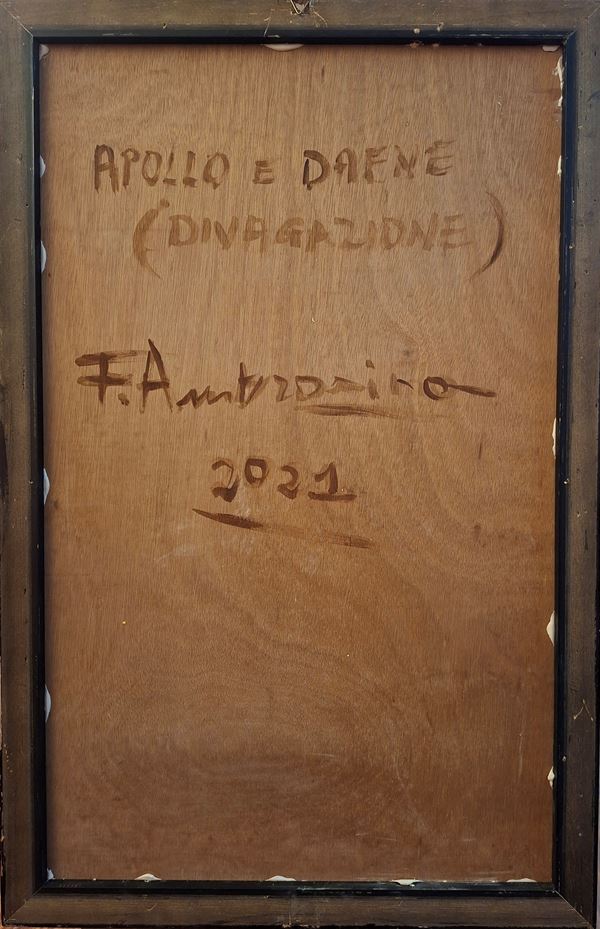 APOLLO E DAFNE
(DIVAGAZIONE)
F. Ambrosino
2021